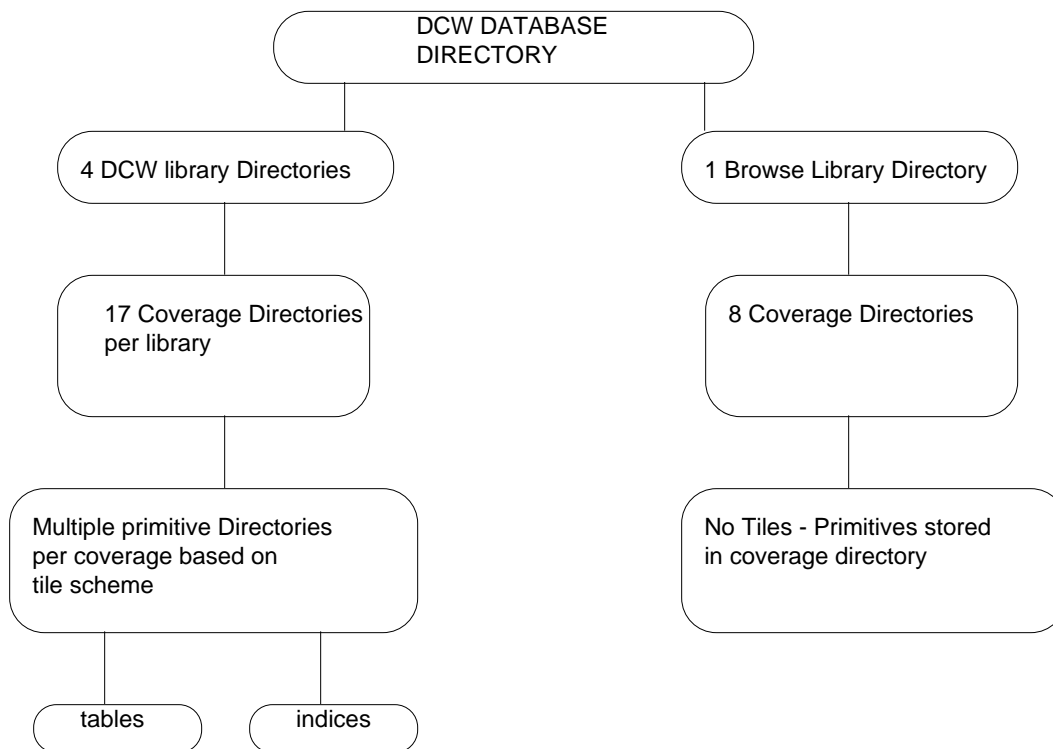 DCW DATABASE
DIRECTORY
4 DCW library Directories
1 Browse Library Directory
17 Coverage Directories
per library
8 Coverage Directories
Multiple primitive Directories
per coverage based on
tile scheme
No Tiles - Primitives stored
in coverage directory
tables
indices